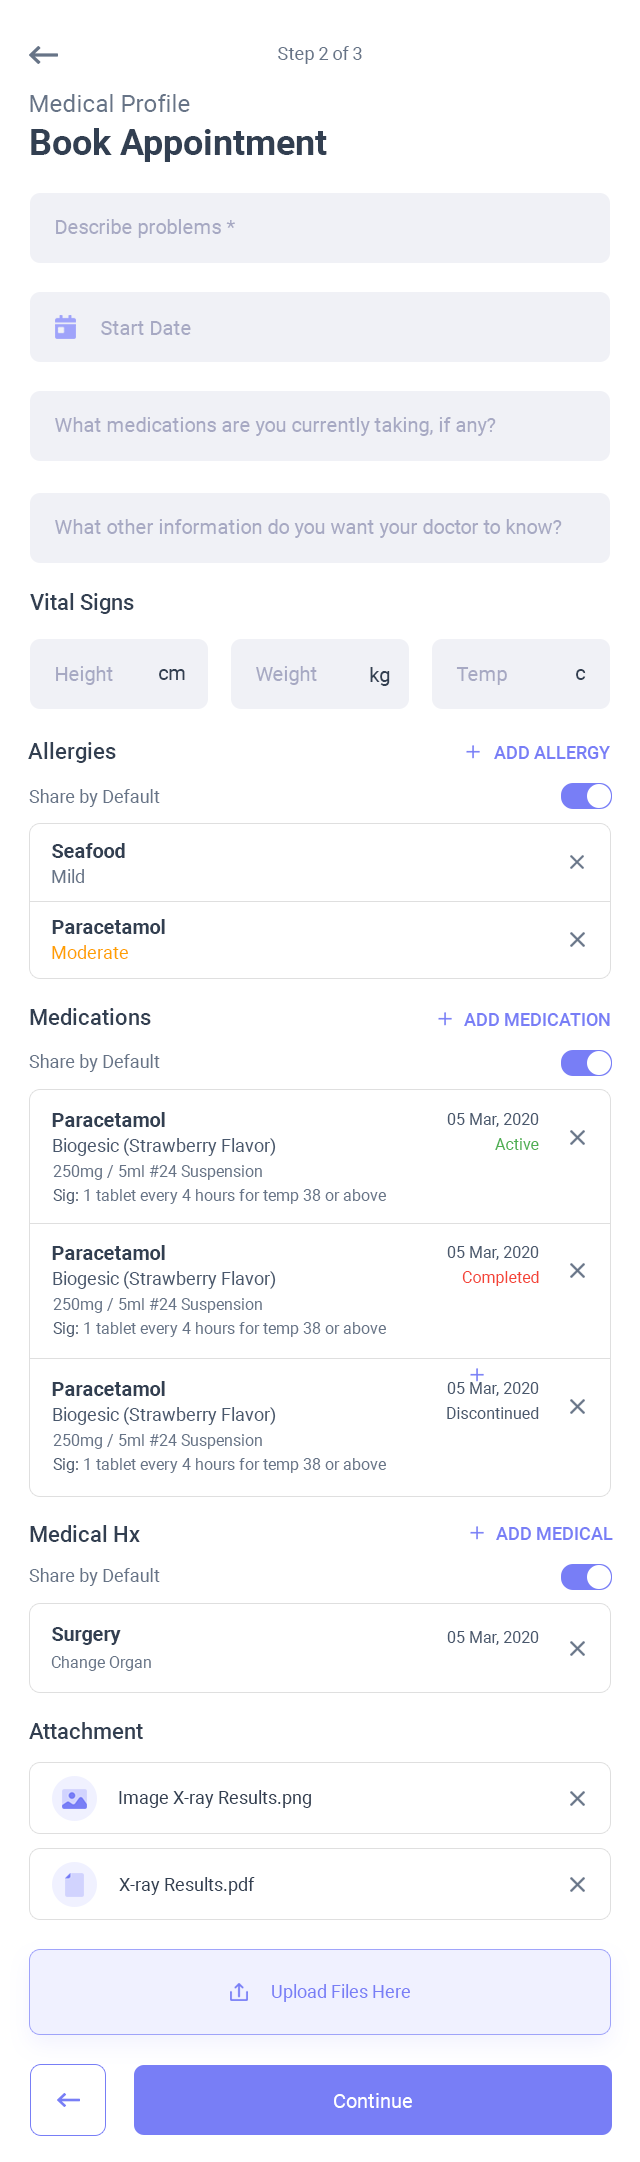 Step 2 of 3
Medical Profile
Book Appointment
Describe problems *
Start Date
What medications are you currently taking, if any?
What other information do you want your doctor to know?
Vital Signs
Height cm Weight kg Temp c
Allergies + ADD ALLERGY
Share by Default
Seafood
Mild
Paracetamol
Moderate
Medications + ADD MEDICATION
Share by Default
Paracetamol 05 Mar, 2020
Biogesic (Strawberry Flavor) Active
250mg / 5ml #24 Suspension
Sig: 1 tablet every 4 hours for temp 38 or above
Paracetamol 05 Mar, 2020
Biogesic (Strawberry Flavor) Completed
250mg / 5ml #24 Suspension
Sig: 1 tablet every 4 hours for temp 38 or above
Paracetamol 05 Mar, 2020
Biogesic (Strawberry Flavor) Discontinued
250mg / 5ml #24 Suspension
Sig: 1 tablet every 4 hours for temp 38 or above
Medical Hx + ADD MEDICAL
Share by Default
Surgery 05 Mar, 2020
Change Organ
Attachment
Image X-ray Results.png
X-ray Results.pdf
Upload Files Here
Continue